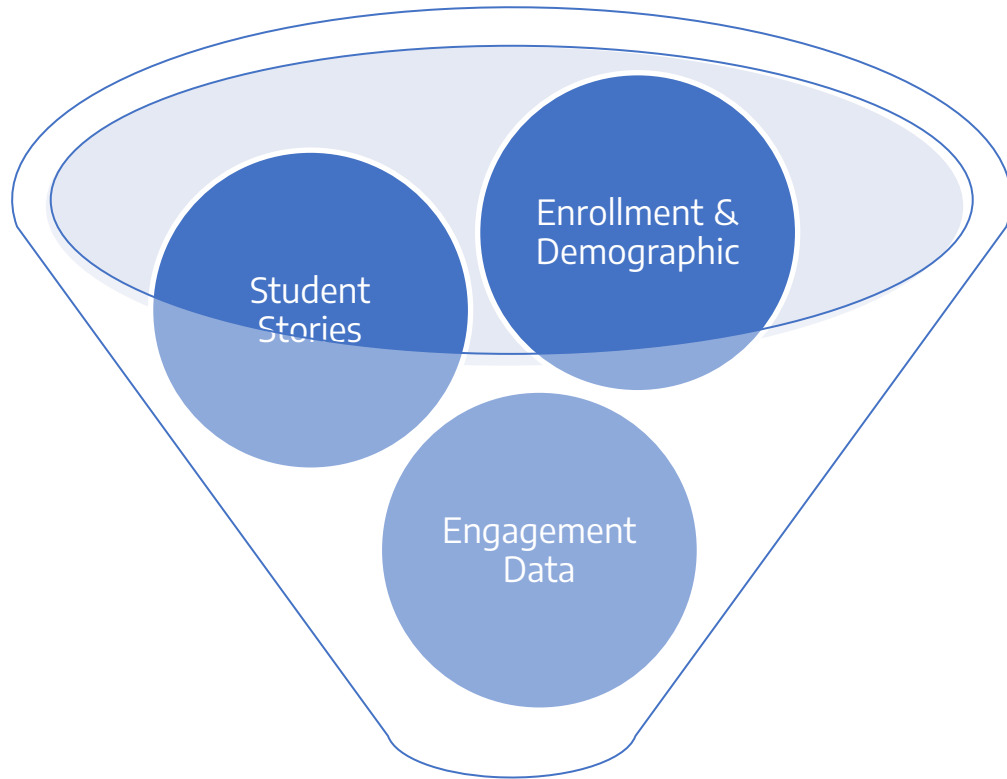 Enrollment &
Demographic
Student
Stories
Engagement
Data